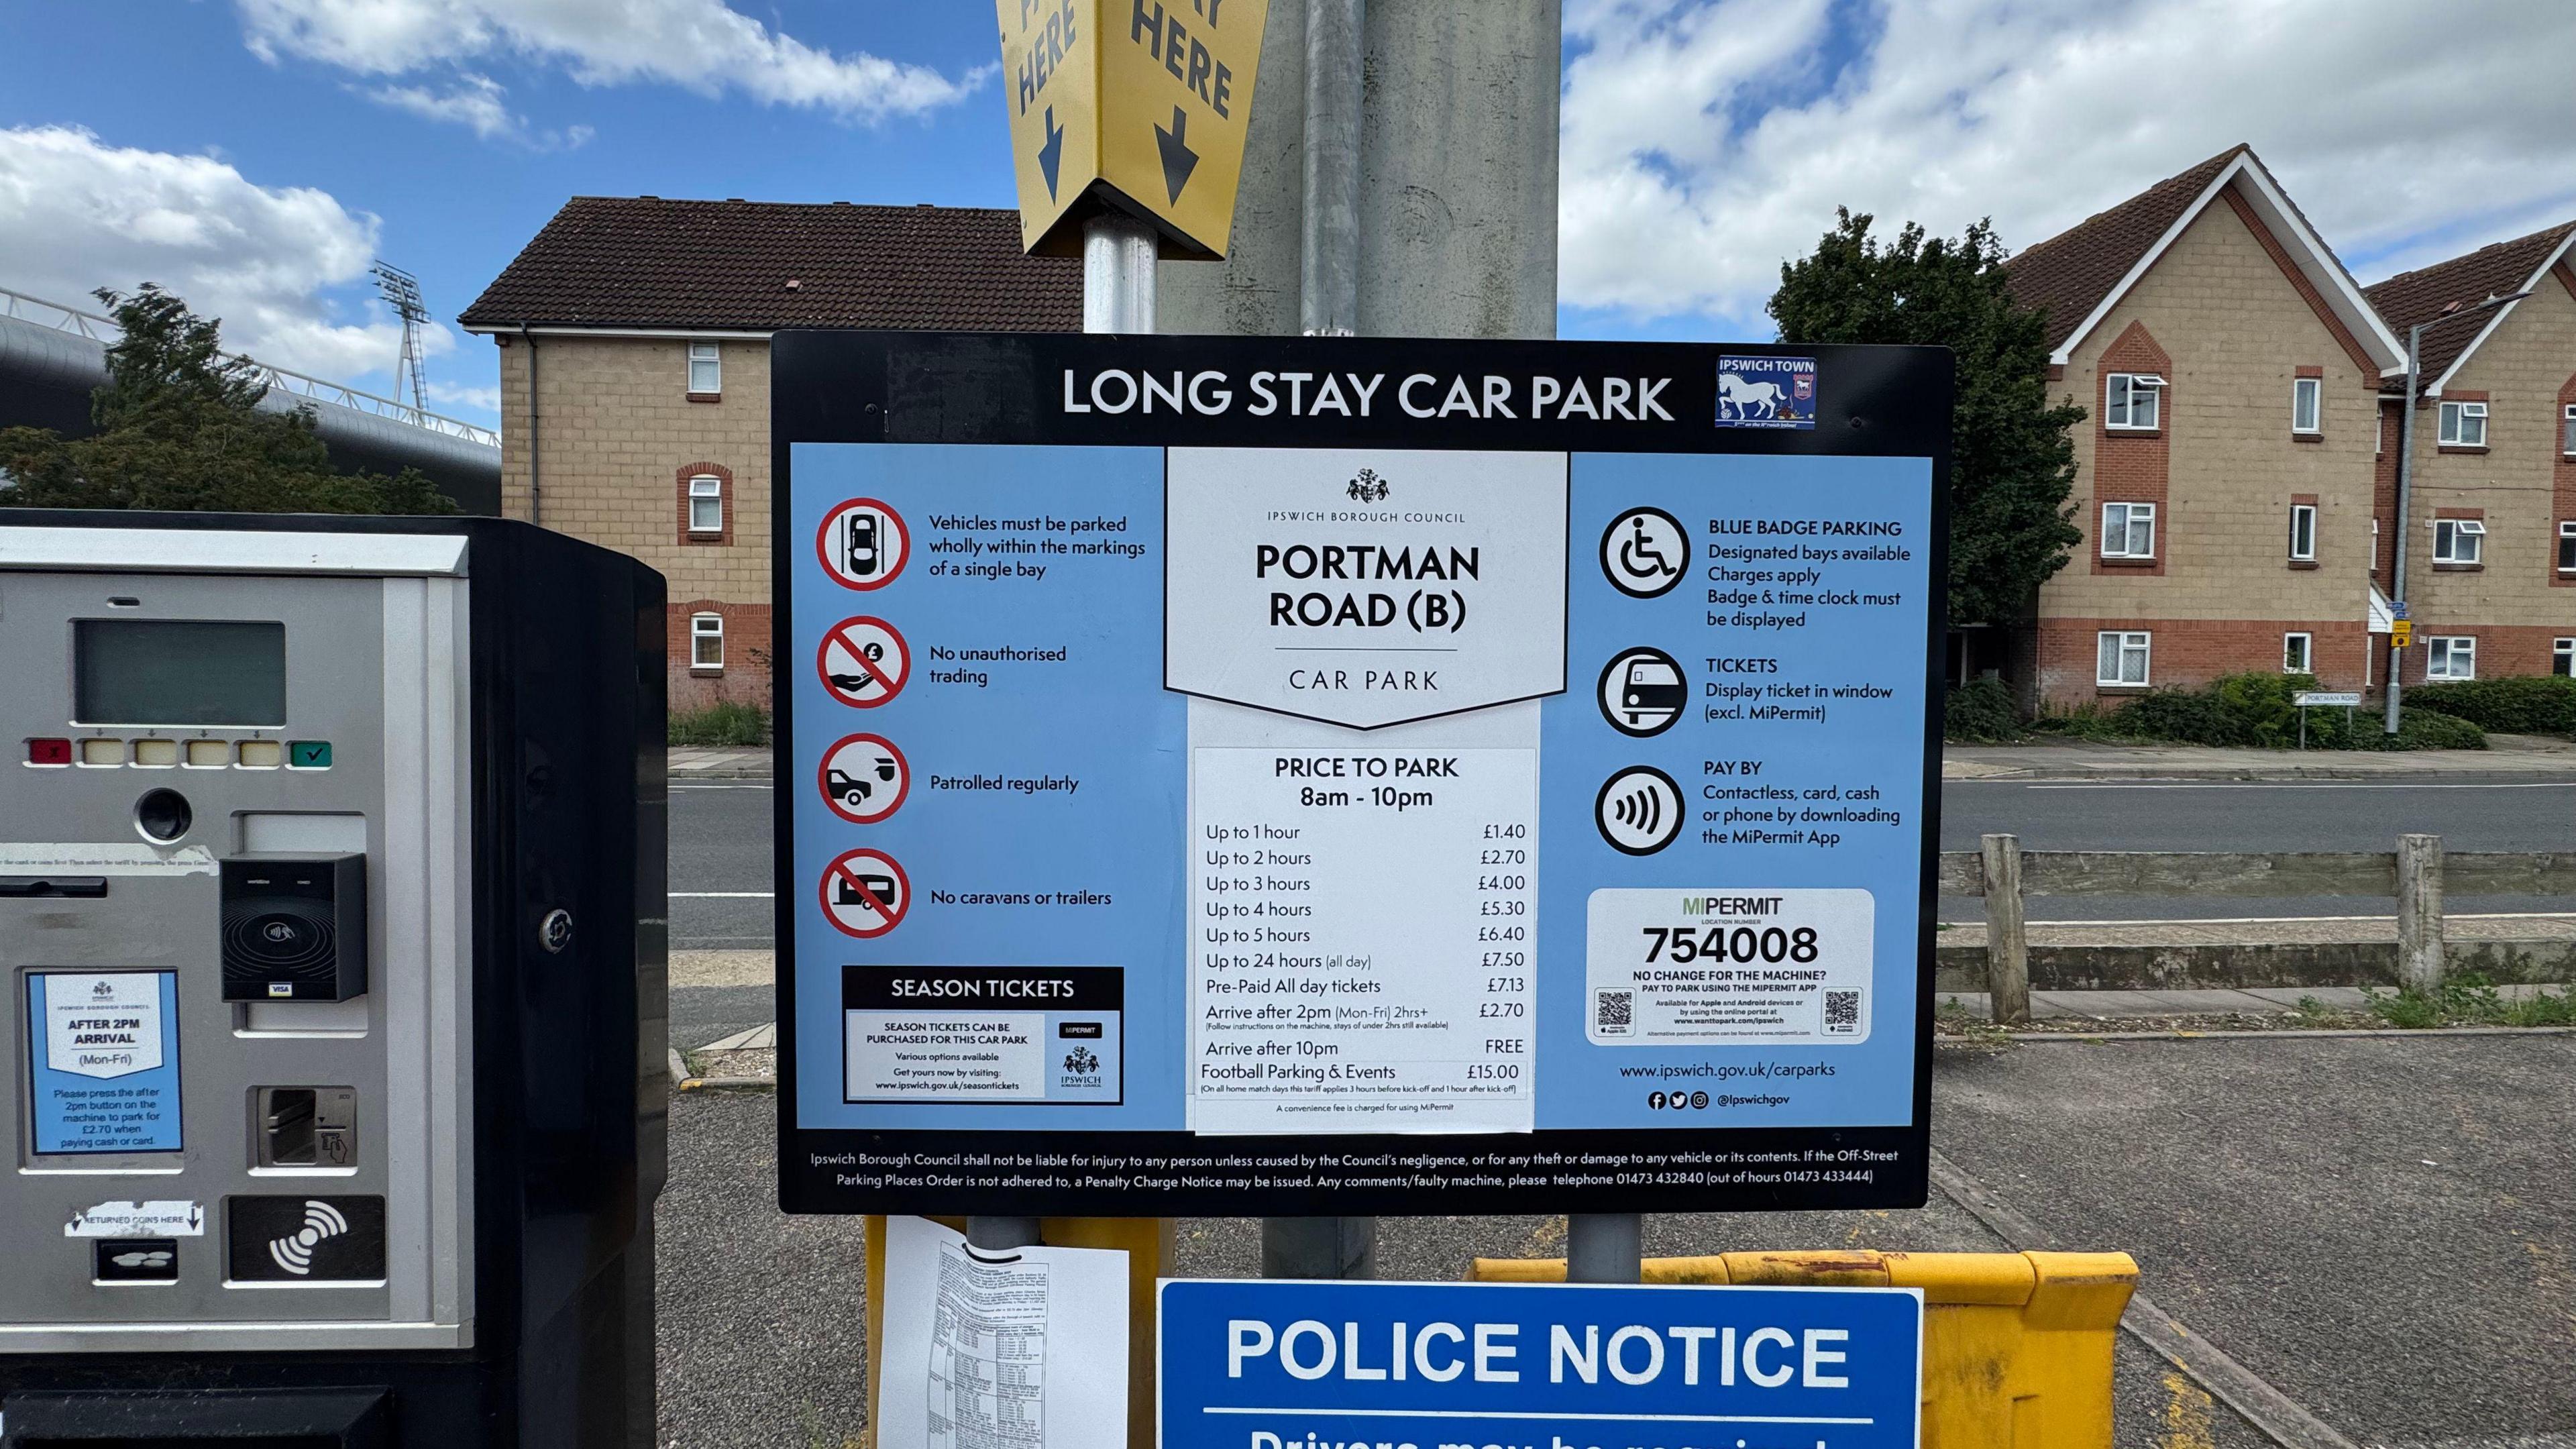 HERE
HERE
LONG STAY CAR PARK
IPSWICH TOWN
Vehicles must be parked
wholly within the markings
of a single bay
No unauthorised
trading
Patrolled regularly
No caravans or trailers
SEASON TICKETS
SEASON TICKETS CAN BE
PURCHASED FOR THIS CAR PARK
Various options available
Get yours now by visiting:
www.ipswich.gov.uk/seasontickets
MIPERMIT
IPSWICH
BOROUGH COUNCIL
IPSWICH BOROUGH COUNCIL
PORTMAN
ROAD (B)
CAR PARK
PRICE TO PARK
8am - 10pm
Up to 1 hour £1.40
Up to 2 hours £2.70
Up to 3 hours £4.00
Up to 4 hours £5.30
Up to 5 hours £6.40
Up to 24 hours (all day) £7.50
Pre-Paid All day tickets £7.13
Arrive after 2pm (Mon-Fri) 2hrs+ £2.70
(Follow instructions on the machine, stays of under 2hrs still available)
Arrive after 10pm FREE
Football Parking & Events £15.00
(On all home match days this tariff applies 3 hours before kick-off and 1 hour after kick-off)
A convenience fee is charged for using MiPermit
BLUE BADGE PARKING
Designated bays available
Charges apply
Badge & time clock must
be displayed
TICKETS
Display ticket in window
(excl. MiPermit)
PAY BY
Contactless, card, cash
or phone by downloading
the MiPermit App
MIPERMIT
LOCATION NUMBER
754008
NO CHANGE FOR THE MACHINE?
PAY TO PARK USING THE MIPERMIT APP
Available for Apple and Android devices or
by using the online portal at
www.wanttopark.com/ipswich
Alternative payment options can be found at www.mipermit.com
www.ipswich.gov.uk/carparks
@Ipswichgov
Ipswich Borough Council shall not be liable for injury to any person unless caused by the Council's negligence, or for any theft or damage to any vehicle or its contents. If the Off-Street
Parking Places Order is not adhered to, a Penalty Charge Notice may be issued. Any comments/faulty machine, please telephone 01473 432840 (out of hours 01473 433444)
VISA
IPSWICH BOROUGH COUNCIL
AFTER 2PM
ARRIVAL
(Mon-Fri)
Please press the after
2pm button on the
machine to park for
£2.70 when
paying cash or card.
RETURNED COINS HERE
PORTMAN ROAD
POLICE NOTICE
Drivers may be required